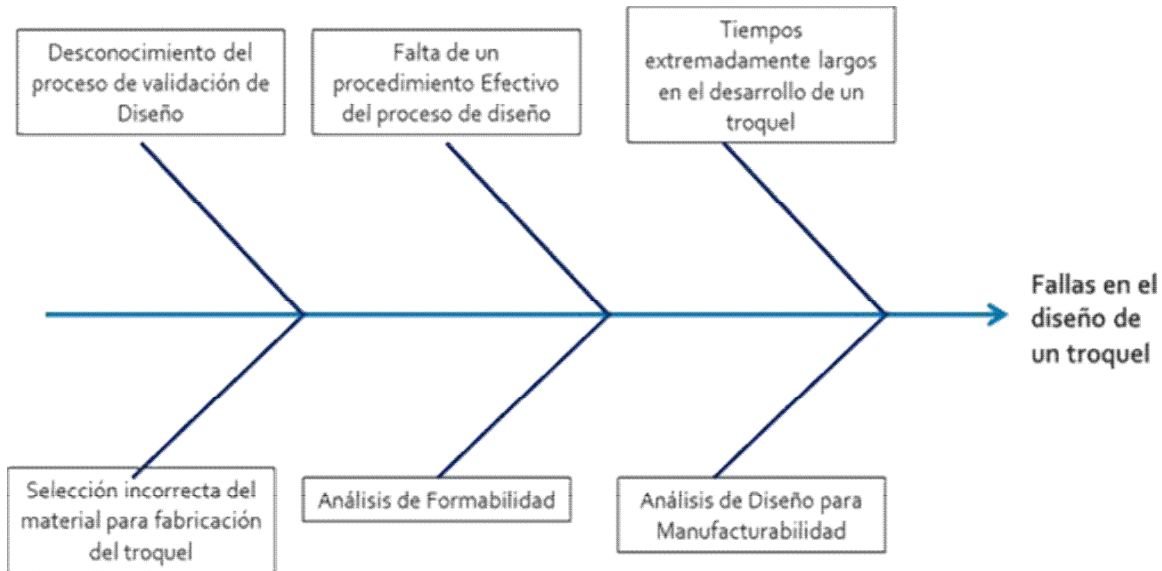 Desconocimiento del
proceso de validación de
Diseño
Falta de un
procedimiento Efectivo
del proceso de diseño
Tiempos
extremadamente largos
en el desarrollo de un
troquel
Fallas en el
diseño de
un troquel
Selección incorrecta del
material para fabricación
del troquel
Análisis de Formabilidad
Análisis de Diseño para
Manufacturabilidad